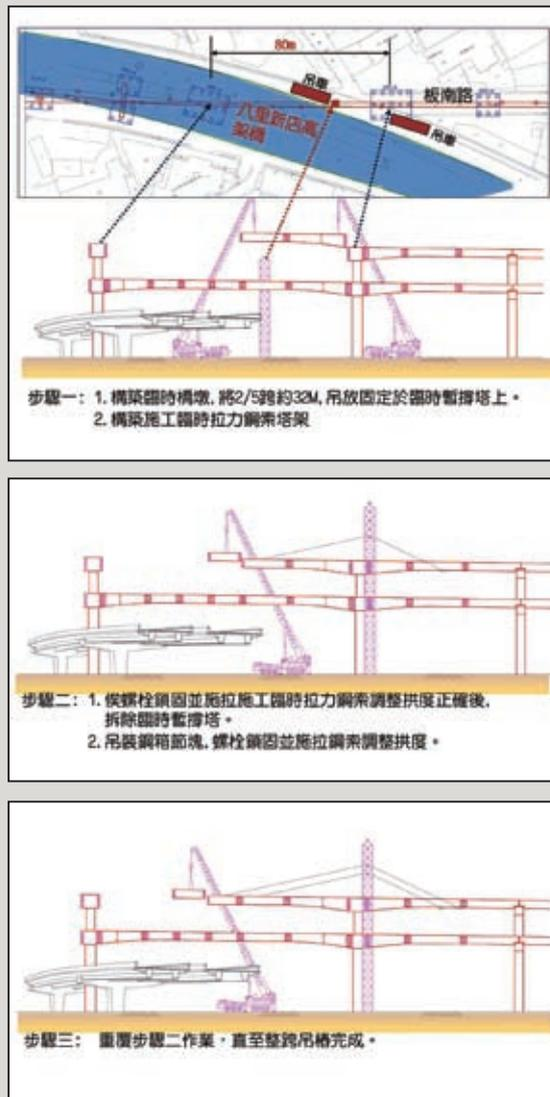 80m
吊車
板南路
八里新店高
架橋
吊車
步驟一： 1. 構築臨時橋墩, 將2/5跨約32M, 吊放固定於臨時暫撐塔上。
2. 構築施工臨時拉力鋼索塔架
步驟二： 1. 俟螺栓鎖固並施拉施工臨時拉力鋼索調整拱度正確後,
拆除臨時暫撐塔。
2. 吊裝鋼箱節塊, 螺栓鎖固並施拉鋼索調整拱度。
步驟三： 重覆步驟二作業，直至整跨吊樁完成。